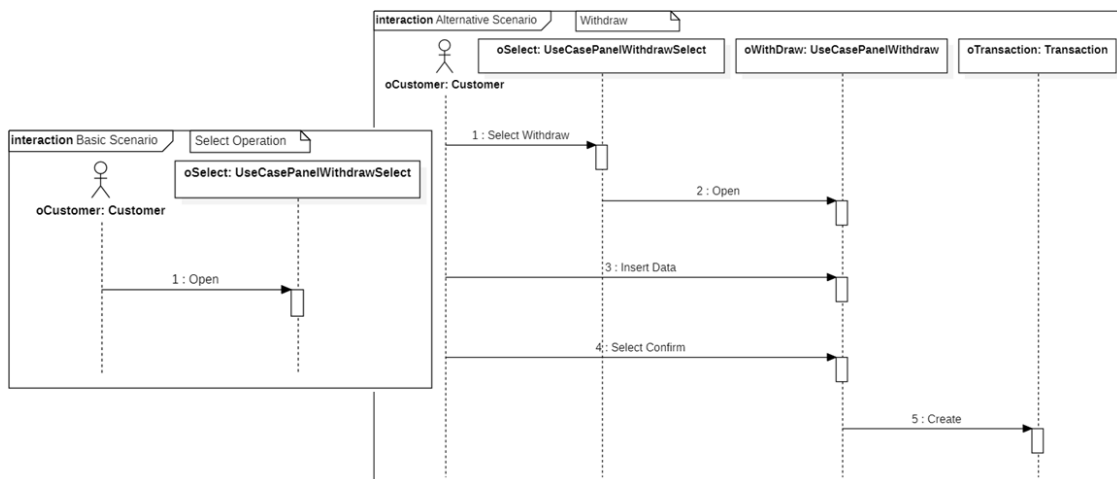 interaction Alternative Scenario
Withdraw
oSelect: UseCasePanelWithdrawSelect
oWithDraw: UseCasePanelWithdraw
oTransaction: Transaction
oCustomer: Customer
1 : Select Withdraw
2 : Open
3 : Insert Data
4 : Select Confirm
5 : Create
interaction Basic Scenario
Select Operation
oSelect: UseCasePanelWithdrawSelect
oCustomer: Customer
1 : Open